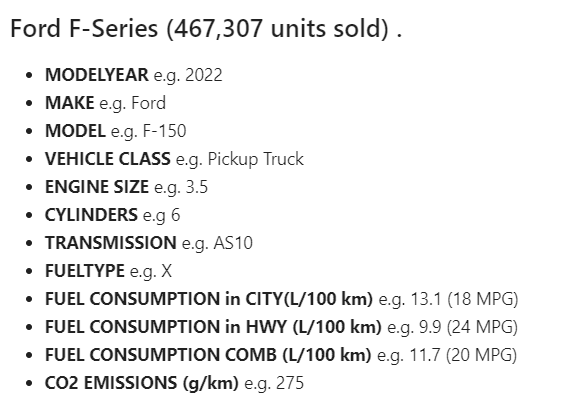 Ford F-Series (467,307 units sold) .
• MODELYEAR e.g. 2022
• MAKE e.g. Ford
• MODEL e.g. F-150
• VEHICLE CLASS e.g. Pickup Truck
• ENGINE SIZE e.g. 3.5
• CYLINDERS e.g 6
• TRANSMISSION e.g. AS10
• FUELTYPE e.g. X
• FUEL CONSUMPTION in CITY(L/100 km) e.g. 13.1 (18 MPG)
• FUEL CONSUMPTION in HWY (L/100 km) e.g. 9.9 (24 MPG)
• FUEL CONSUMPTION COMB (L/100 km) e.g. 11.7 (20 MPG)
• CO2 EMISSIONS (g/km) e.g. 275